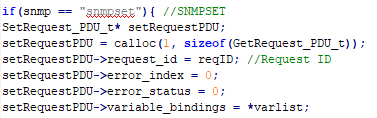 if(snmp == "snmpset"){ //SNMPSET
SetRequest_PDU_t* setRequestPDU;
setRequestPDU = calloc(1, sizeof(GetRequest_PDU_t));
setRequestPDU->request_id = reqID; //Request ID
setRequestPDU->error_index = 0;
setRequestPDU->error_status = 0;
setRequestPDU->variable_bindings = *varlist;